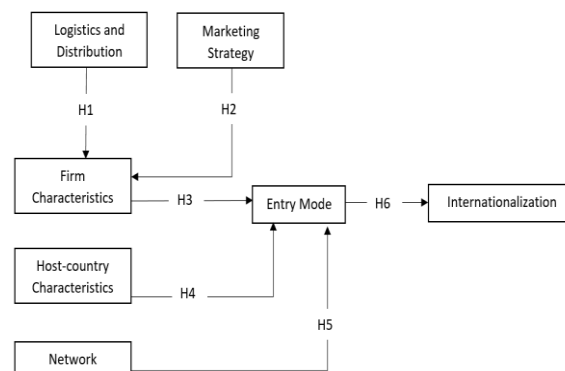 Logistics and
Distribution
Marketing
Strategy
H1
H2
Firm
Characteristics
H3
Entry Mode
H6
Internationalization
Host-country
Characteristics
H4
H5
Network